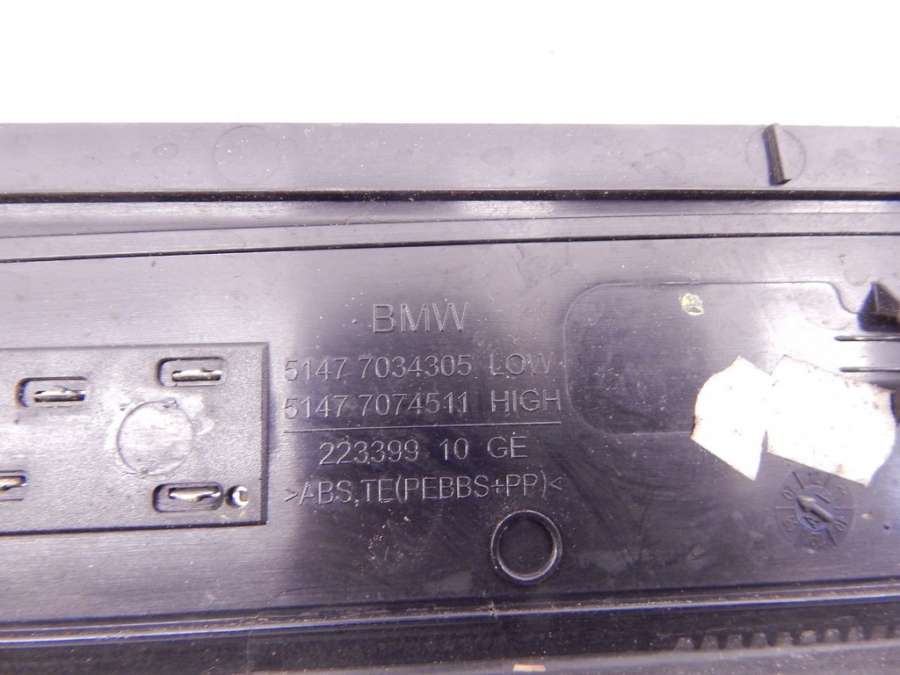 BMW
5147 7034305 LOW
5147 7074511 HIGH
223399 10 GE
>ABS,TE(PEBBS+PP)<